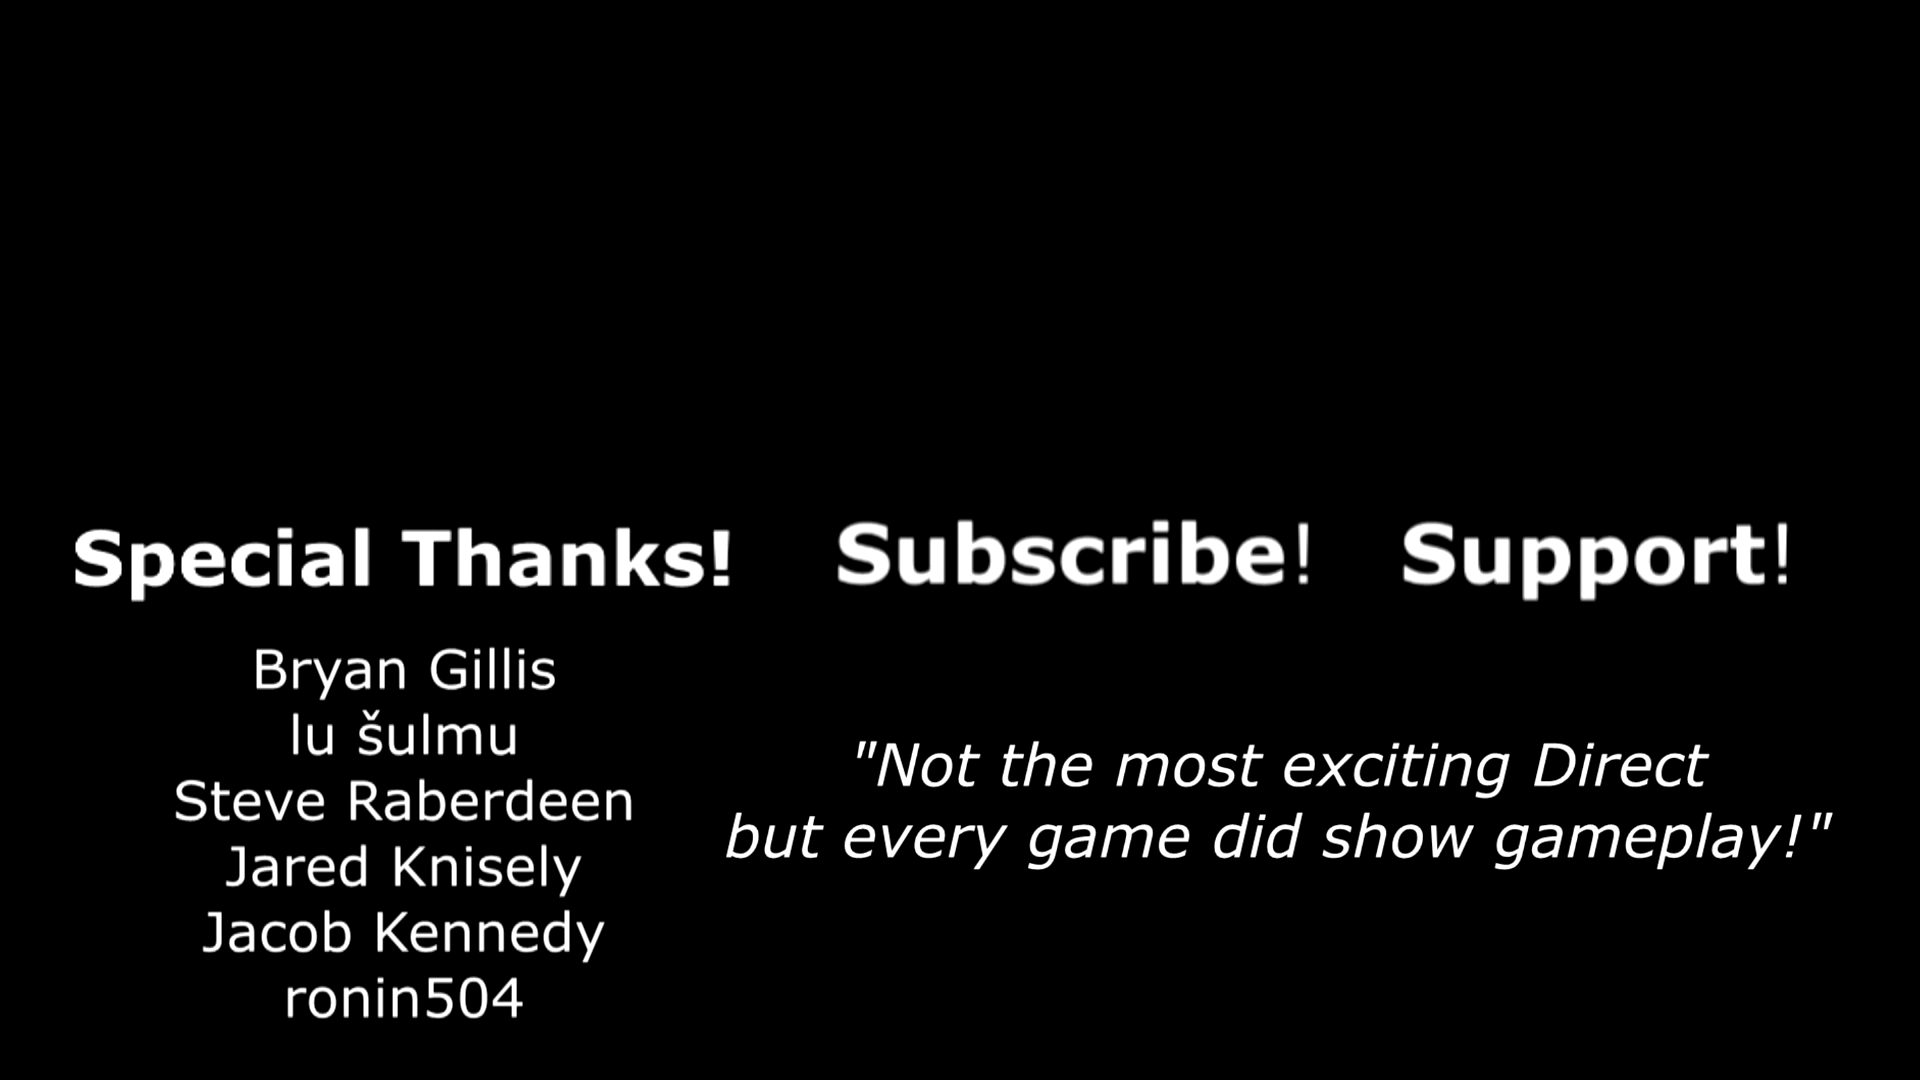 Special Thanks!
Bryan Gillis
lu šulmu
Steve Raberdeen
Jared Knisely
Jacob Kennedy
ronin504
Subscribe!
Support!
"Not the most exciting Direct
but every game did show gameplay!"